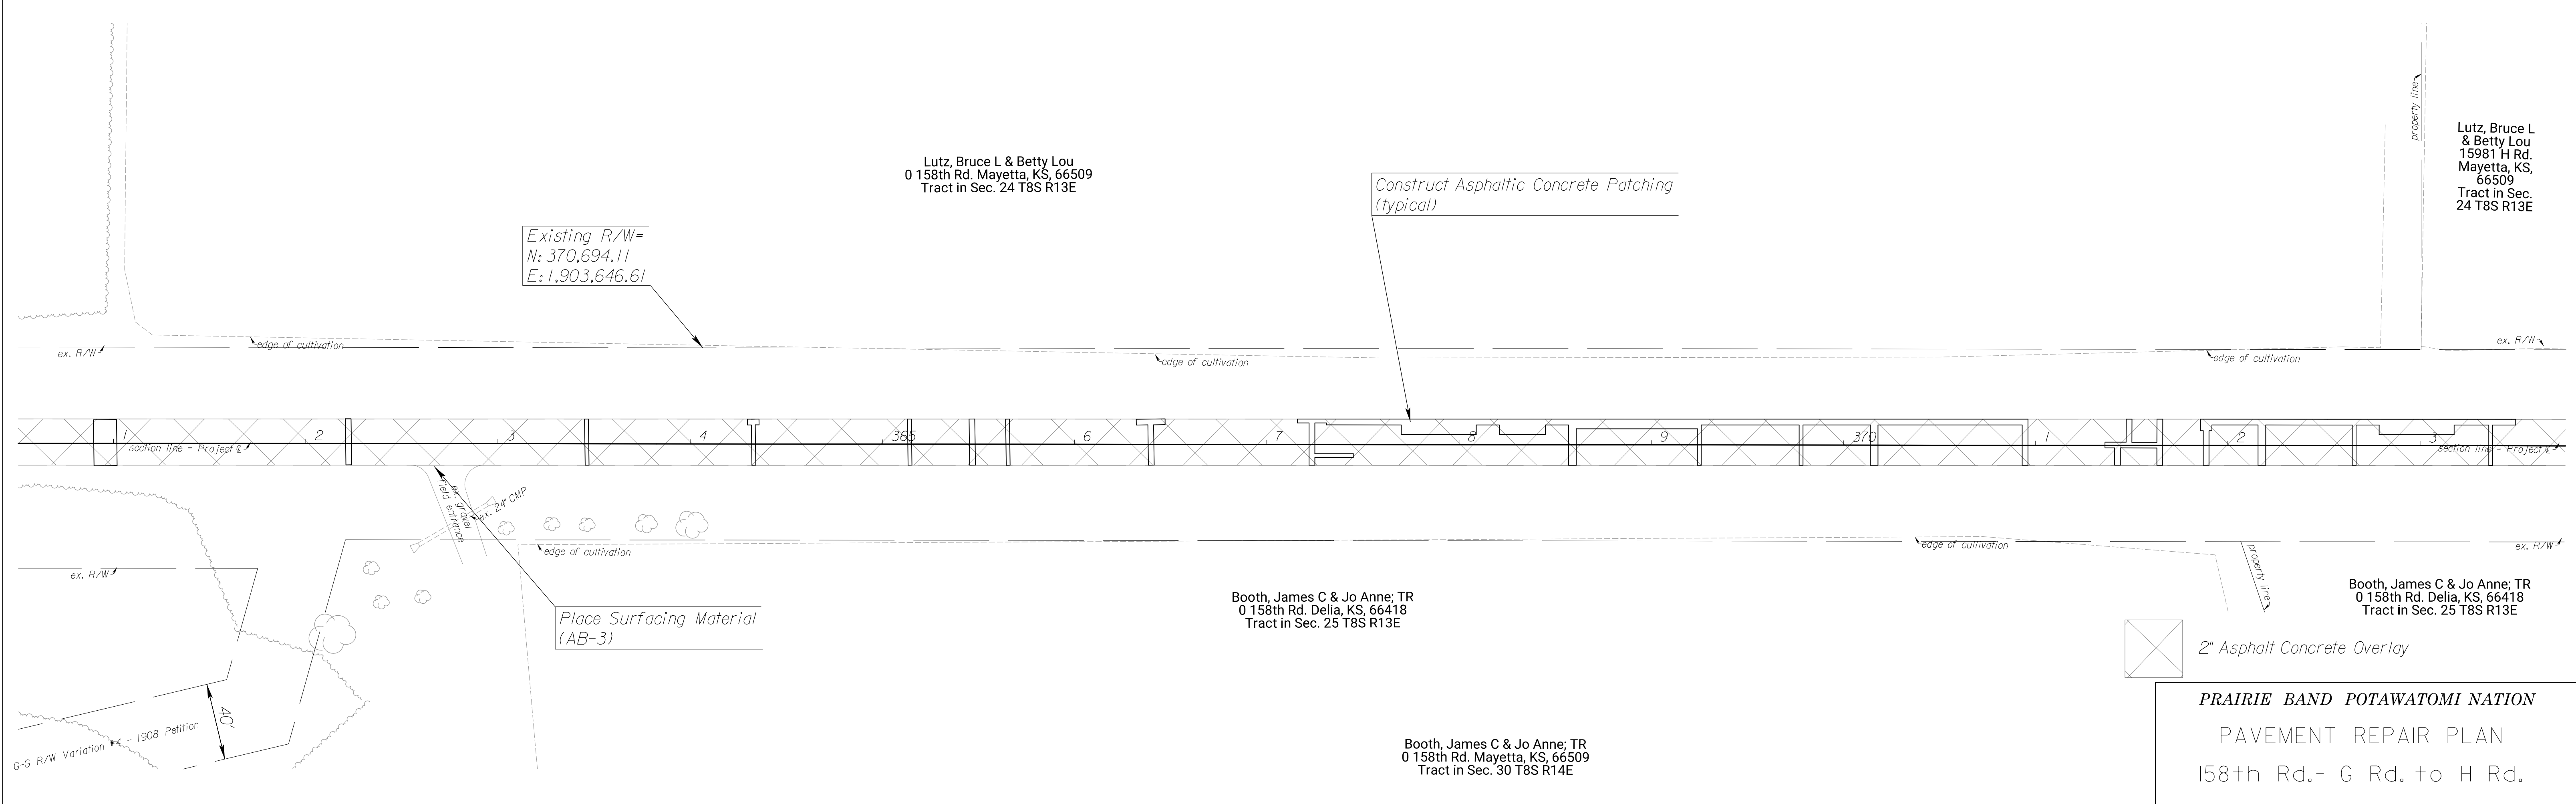 Lutz, Bruce L & Betty Lou
0 158th Rd. Mayetta, KS, 66509
Tract in Sec. 24 T8S R13E
Existing R/W=
N: 370,694.11
E: 1,903,646.61
Construct Asphaltic Concrete Patching
(typical)
property line
Lutz, Bruce L
& Betty Lou
15981 H Rd.
Mayetta, KS,
66509
Tract in Sec.
24 T8S R13E
ex. R/W
edge of cultivation
edge of cultivation
edge of cultivation
ex. R/W
1 2 3 4 365 6 7 8 9 370 1 2 3
section line = Project ℄
section line = Project ℄
ex. gravel
field entrance
ex. 24" CMP
edge of cultivation
edge of cultivation
ex. R/W
ex. R/W
property line
Place Surfacing Material
(AB-3)
Booth, James C & Jo Anne; TR
0 158th Rd. Delia, KS, 66418
Tract in Sec. 25 T8S R13E
Booth, James C & Jo Anne; TR
0 158th Rd. Delia, KS, 66418
Tract in Sec. 25 T8S R13E
2" Asphalt Concrete Overlay
40'
G-G R/W Variation #4 - 1908 Petition
Booth, James C & Jo Anne; TR
0 158th Rd. Mayetta, KS, 66509
Tract in Sec. 30 T8S R14E
PRAIRIE BAND POTAWATOMI NATION
PAVEMENT REPAIR PLAN
158th Rd.- G Rd. to H Rd.